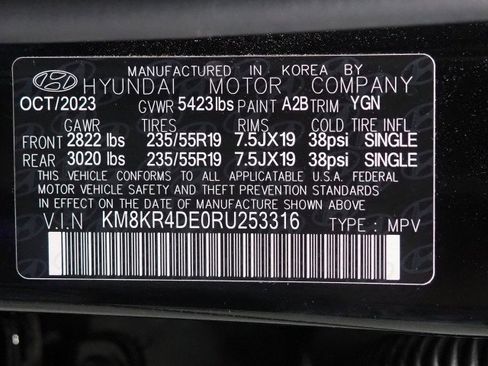 MANUFACTURED IN KOREA BY
HYUNDAI MOTOR COMPANY
OCT/2023 GVWR 5423lbs PAINT A2B TRIM YGN
GAWR TIRES RIMS COLD TIRE INFL.
FRONT 2822 lbs 235/55R19 7.5JX19 38psi SINGLE
REAR 3020 lbs 235/55R19 7.5JX19 38psi SINGLE
THIS VEHICLE CONFORMS TO ALL APPLICATABLE U.S.A. FEDERAL
MOTOR VEHICLE SAFETY AND THEFT PREVENTION STANDARDS
IN EFFECT ON THE DATE OF MANUFACTURE SHOWN ABOVE
V.I.N KM8KR4DE0RU253316 TYPE : MPV